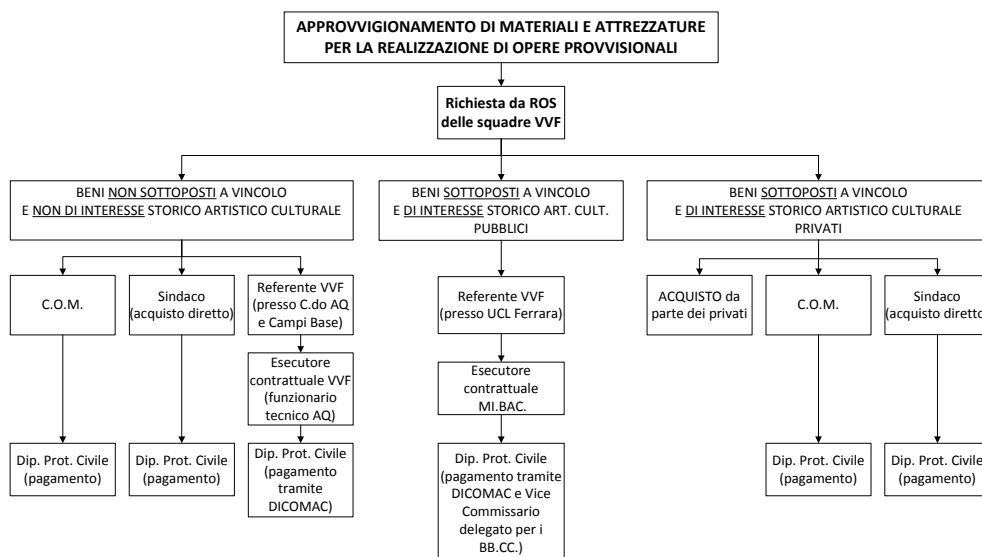 APPROVVIGIONAMENTO DI MATERIALI E ATTREZZATURE
PER LA REALIZZAZIONE DI OPERE PROVVISIONALI
Richiesta da ROS
delle squadre VVF
BENI NON SOTTOPOSTI A VINCOLO
E NON DI INTERESSE STORICO ARTISTICO CULTURALE
BENI SOTTOPOSTI A VINCOLO
E DI INTERESSE STORICO ART. CULT.
PUBBLICI
BENI SOTTOPOSTI A VINCOLO
E DI INTERESSE STORICO ARTISTICO CULTURALE
PRIVATI
C.O.M.
Sindaco
(acquisto diretto)
Referente VVF
(presso C.do AQ
e Campi Base)
Referente VVF
(presso UCL Ferrara)
ACQUISTO da
parte dei privati
C.O.M.
Sindaco
(acquisto diretto)
Esecutore
contrattuale VVF
(funzionario
tecnico AQ)
Esecutore
contrattuale
MI.BAC.
Dip. Prot. Civile
(pagamento)
Dip. Prot. Civile
(pagamento)
Dip. Prot. Civile
(pagamento
tramite
DICOMAC)
Dip. Prot. Civile
(pagamento tramite
DICOMAC e Vice
Commissario
delegato per i
BB.CC.)
Dip. Prot. Civile
(pagamento)
Dip. Prot. Civile
(pagamento)